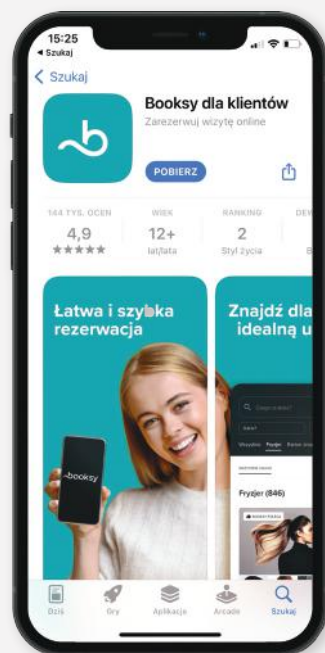 15:25
Szukaj
Szukaj
Booksy dla klientów
Zarezerwuj wizytę online
POBIERZ
144 TYS. OCEN WIEK RANKING
4,9 12+ 2
lat/lata Styl życia
Łatwa i szybka
rezerwacja
Znajdź dla
idealną u
booksy
Fryzjer
Fryzjer (846)
Dziś Gry Aplikacje Arcade Szukaj